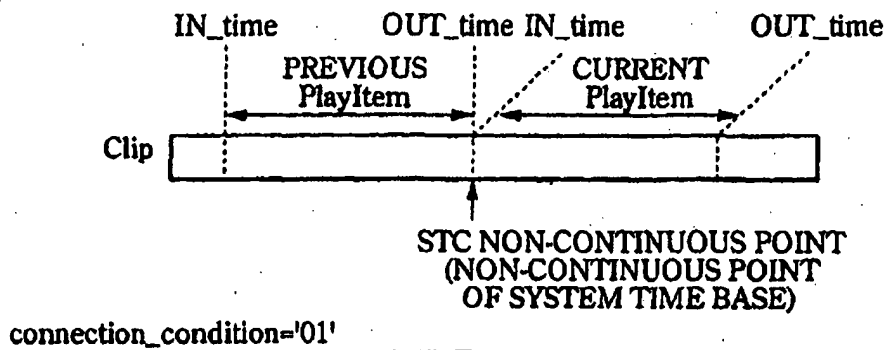 IN_time OUT_time IN_time OUT_time
PREVIOUS PlayItem
CURRENT PlayItem
Clip
STC NON-CONTINUOUS POINT
(NON-CONTINUOUS POINT
OF SYSTEM TIME BASE)
connection_condition='01'